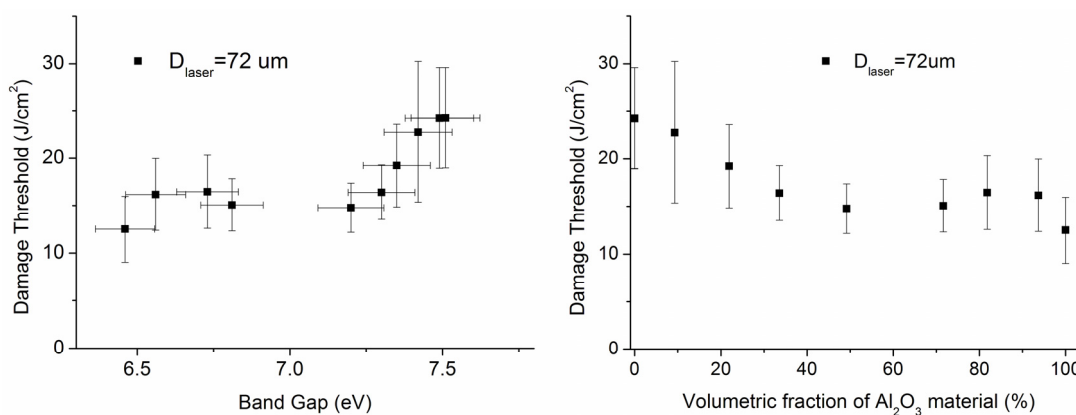 D_laser=72 um
Damage Threshold (J/cm²)
30
20
10
0
6.5
7.0
7.5
Band Gap (eV)
D_laser=72um
Damage Threshold (J/cm²)
30
20
10
0
0
20
40
60
80
100
Volumetric fraction of Al₂O₃ material (%)